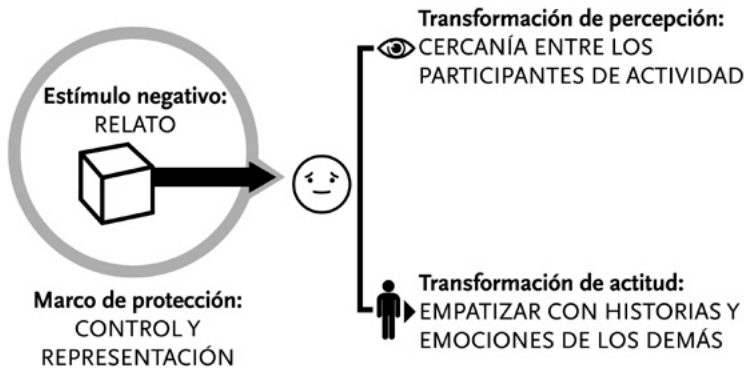 Estímulo negativo:
RELATO
Marco de protección:
CONTROL Y
REPRESENTACIÓN
Transformación de percepción:
CERCANÍA ENTRE LOS
PARTICIPANTES DE ACTIVIDAD
Transformación de actitud:
EMPATIZAR CON HISTORIAS Y
EMOCIONES DE LOS DEMÁS